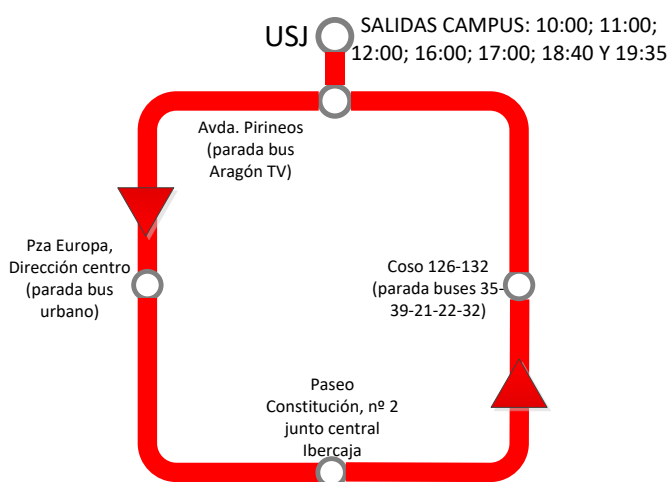 USJ
SALIDAS CAMPUS: 10:00; 11:00;
12:00; 16:00; 17:00; 18:40 Y 19:35
Avda. Pirineos
(parada bus
Aragón TV)
Pza Europa,
Dirección centro
(parada bus
urbano)
Coso 126-132
(parada buses 35-
39-21-22-32)
Paseo
Constitución, nº 2
junto central
Ibercaja